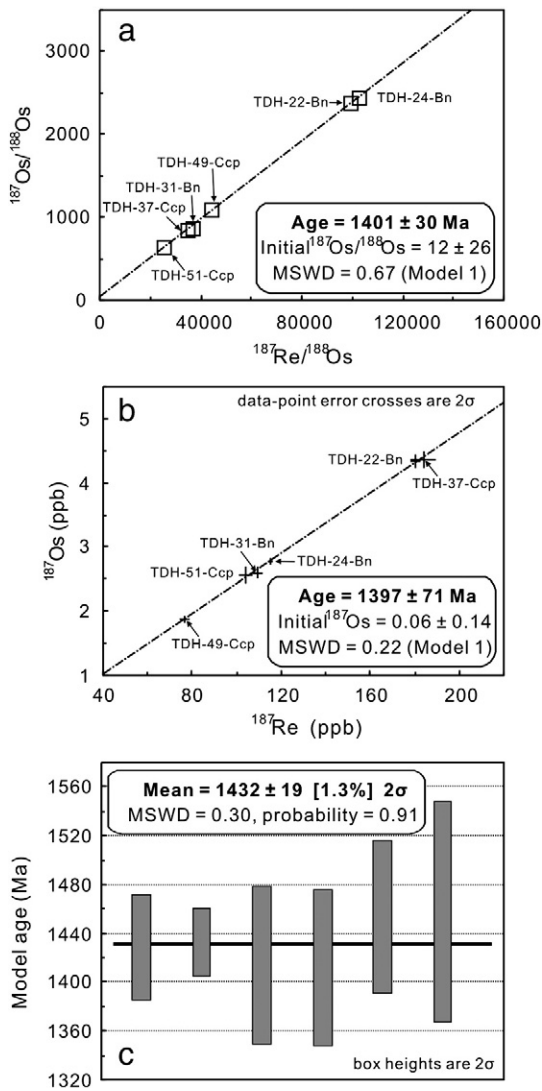 a
3500
2500
2000
1000
0
187Os/188Os
TDH-22-Bn
TDH-24-Bn
TDH-49-Ccp
TDH-31-Bn
TDH-37-Ccp
TDH-51-Ccp
Age = 1401 ± 30 Ma
Initial 187Os/188Os = 12 ± 26
MSWD = 0.67 (Model 1)
0 40000 80000 120000 160000
187Re/188Os
b
data-point error crosses are 2σ
5
4
3
2
1
187Os (ppb)
TDH-22-Bn
TDH-37-Ccp
TDH-31-Bn
TDH-24-Bn
TDH-51-Ccp
TDH-49-Ccp
Age = 1397 ± 71 Ma
Initial 187Os = 0.06 ± 0.14
MSWD = 0.22 (Model 1)
40 80 120 160 200
187Re (ppb)
Mean = 1432 ± 19 [1.3%] 2σ
MSWD = 0.30, probability = 0.91
1560
1520
1480
1440
1400
1360
1320
Model age (Ma)
c
box heights are 2σ